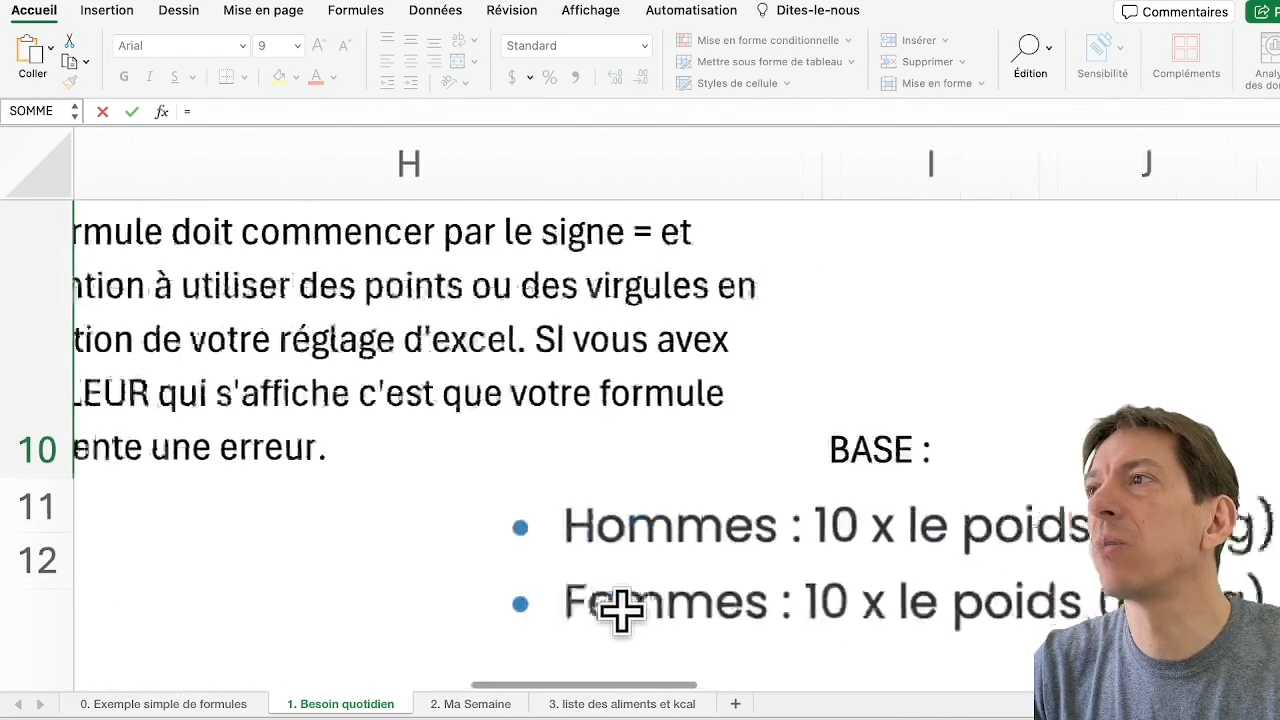 Accueil Insertion Dessin Mise en page Formules Données Révision Affichage Automatisation Dites-le-nous Commentaires
Coller Arial 9 Standard Mise en forme conditionnelle Insérer
Mettre sous forme de tableau Supprimer
G I S $ % Styles de cellule Mise en forme Édition Compléments
SOMME fx =
H I J
rmule doit commencer par le signe = et
ntion à utiliser des points ou des virgules en
tion de votre réglage d'excel. SI vous avex
LEUR qui s'affiche c'est que votre formule
10 ente une erreur. BASE :
11 Hommes : 10 x le poids g)
12 Femmes : 10 x le poids
0. Exemple simple de formules 1. Besoin quotidien 2. Ma Semaine 3. liste des aliments et kcal +